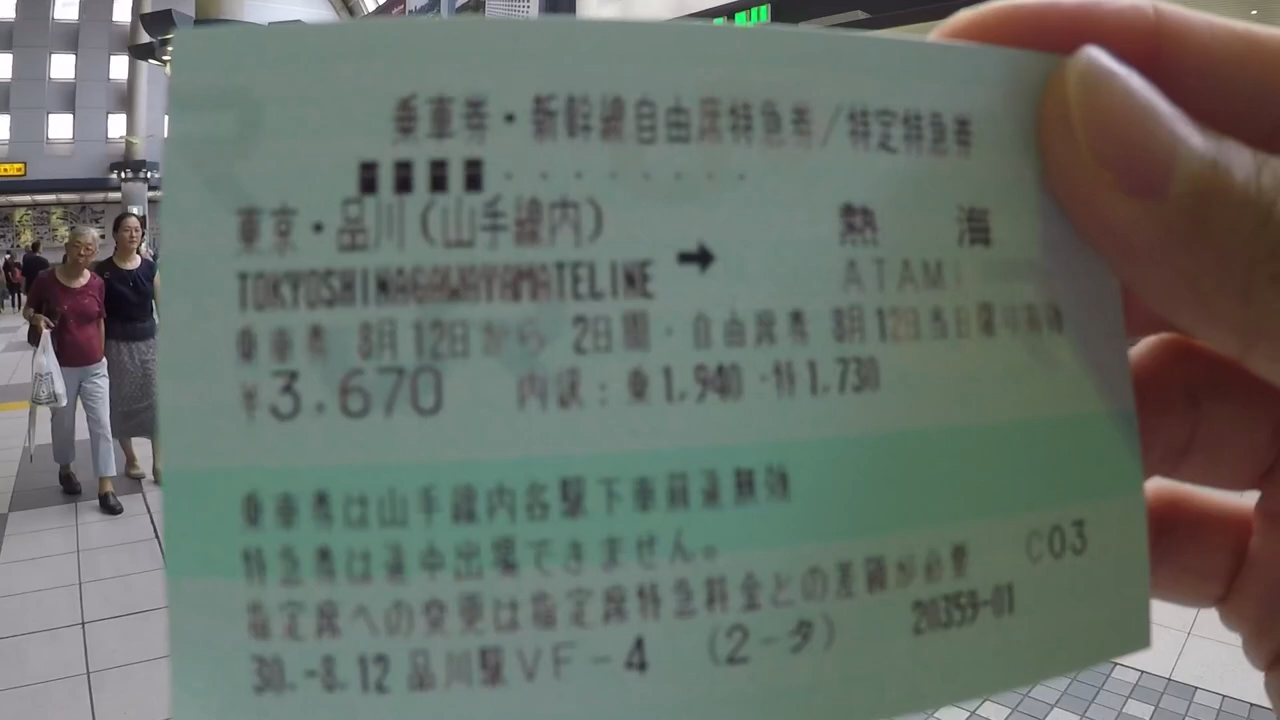 乗車券・新幹線自由席特急券/特定特急券
■■■■・・・・・・・・
東京・品川(山手線内) ➡ 熱海
TOKYOSHINAGAWAYAMATELINE ATAMI
乗車券 8月12日から 2日間・自由席券 8月12日当日限り有効
¥3,670 内訳:乗1,940・特1,730
乗車券は山手線内各駅下車前途無効
特急券は途中出場できません。
指定席への変更は指定席特急料金との差額が必要 C03
30.-8.12 品川駅VF-4 (2-タ) 20359-01